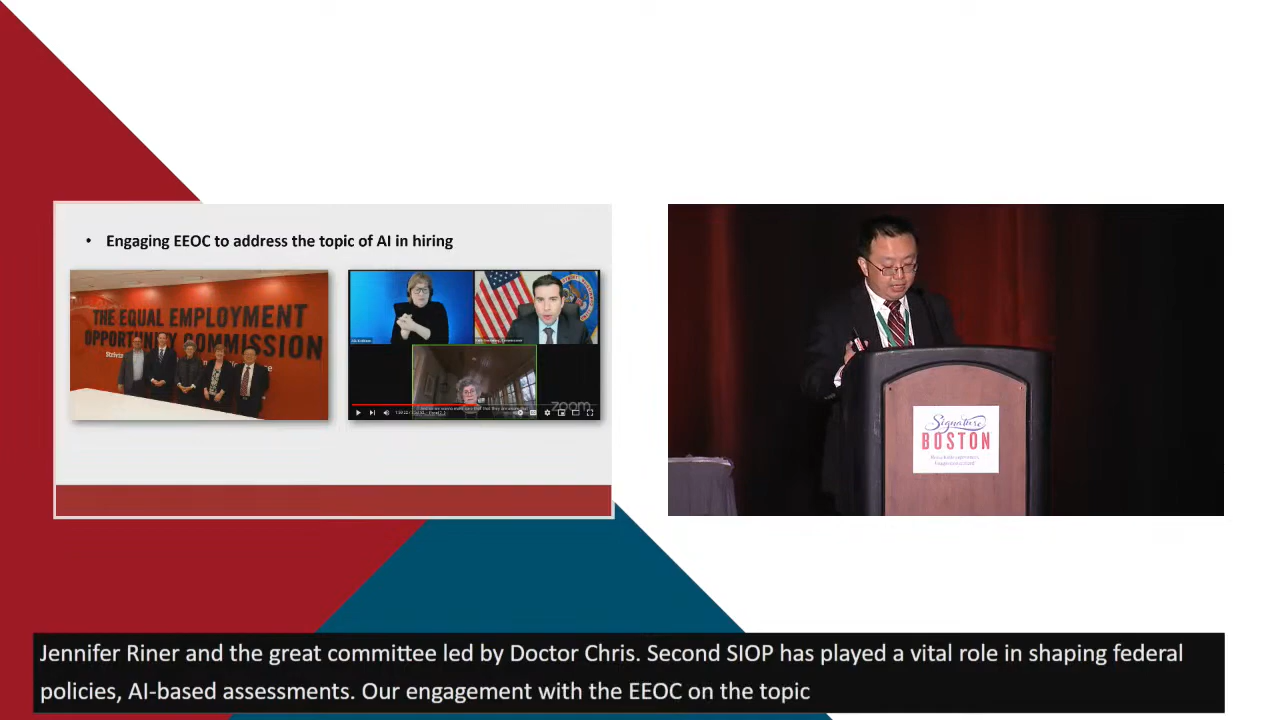 • Engaging EEOC to address the topic of AI in hiring
THE EQUAL EMPLOYMENT
OPPORTUNITY COMMISSION
zoom
Signature
BOSTON
Jennifer Riner and the great committee led by Doctor Chris. Second SIOP has played a vital role in shaping federal
policies, AI-based assessments. Our engagement with the EEOC on the topic